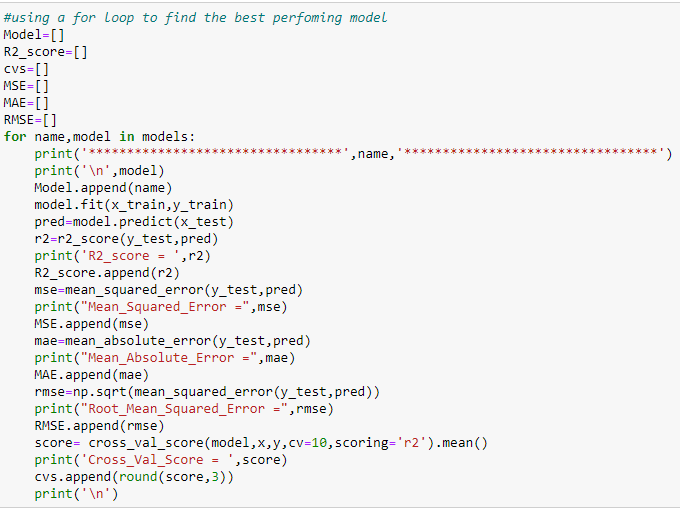 #using a for loop to find the best perfoming model
Model=[]
R2_score=[]
cvs=[]
MSE=[]
MAE=[]
RMSE=[]
for name,model in models:
    print('*********************************',name,'*********************************')
    print('\n',model)
    Model.append(name)
    model.fit(x_train,y_train)
    pred=model.predict(x_test)
    r2=r2_score(y_test,pred)
    print('R2_score = ',r2)
    R2_score.append(r2)
    mse=mean_squared_error(y_test,pred)
    print("Mean_Squared_Error =",mse)
    MSE.append(mse)
    mae=mean_absolute_error(y_test,pred)
    print("Mean_Absolute_Error =",mae)
    MAE.append(mae)
    rmse=np.sqrt(mean_squared_error(y_test,pred))
    print("Root_Mean_Squared_Error =",rmse)
    RMSE.append(rmse)
    score= cross_val_score(model,x,y,cv=10,scoring='r2').mean()
    print('Cross_Val_Score = ',score)
    cvs.append(round(score,3))
    print('\n')